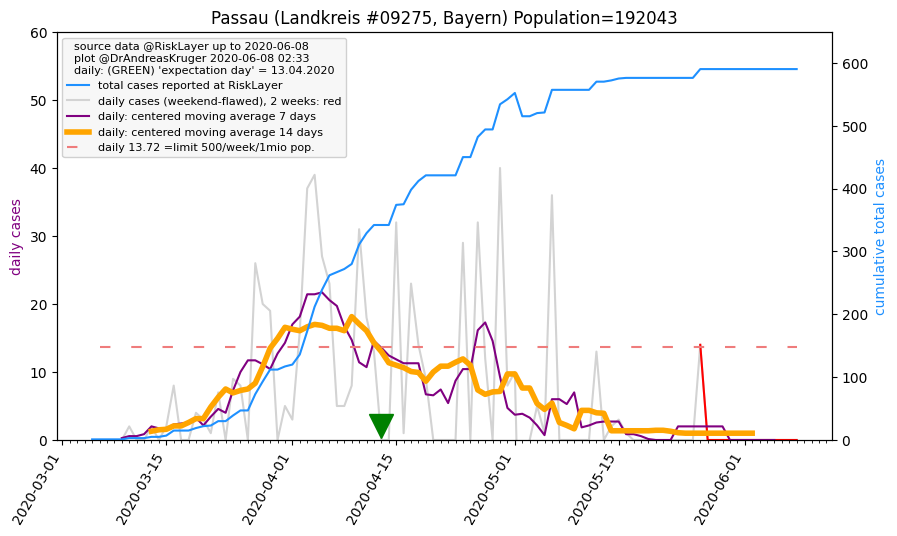 Passau (Landkreis #09275, Bayern) Population=192043
source data @RiskLayer up to 2020-06-08
plot @DrAndreasKruger 2020-06-08 02:33
daily: (GREEN) 'expectation day' = 13.04.2020
total cases reported at RiskLayer
daily cases (weekend-flawed), 2 weeks: red
daily: centered moving average 7 days
daily: centered moving average 14 days
daily 13.72 =limit 500/week/1mio pop.
daily cases
60
50
40
30
20
10
0
cumulative total cases
600
500
400
300
200
100
0
2020-03-01
2020-03-15
2020-04-01
2020-04-15
2020-05-01
2020-05-15
2020-06-01